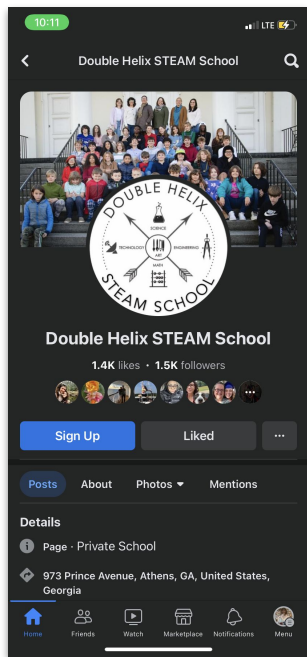 10:11
LTE
Double Helix STEAM School
DOUBLE HELIX
SCIENCE
TECHNOLOGY
ART
ENGINEERING
MATH
STEAM SCHOOL
Double Helix STEAM School
1.4K likes • 1.5K followers
Sign Up
Liked
Posts
About
Photos
Mentions
Details
Page · Private School
973 Prince Avenue, Athens, GA, United States,
Georgia
Home
Friends
Watch
Marketplace
Notifications
Menu